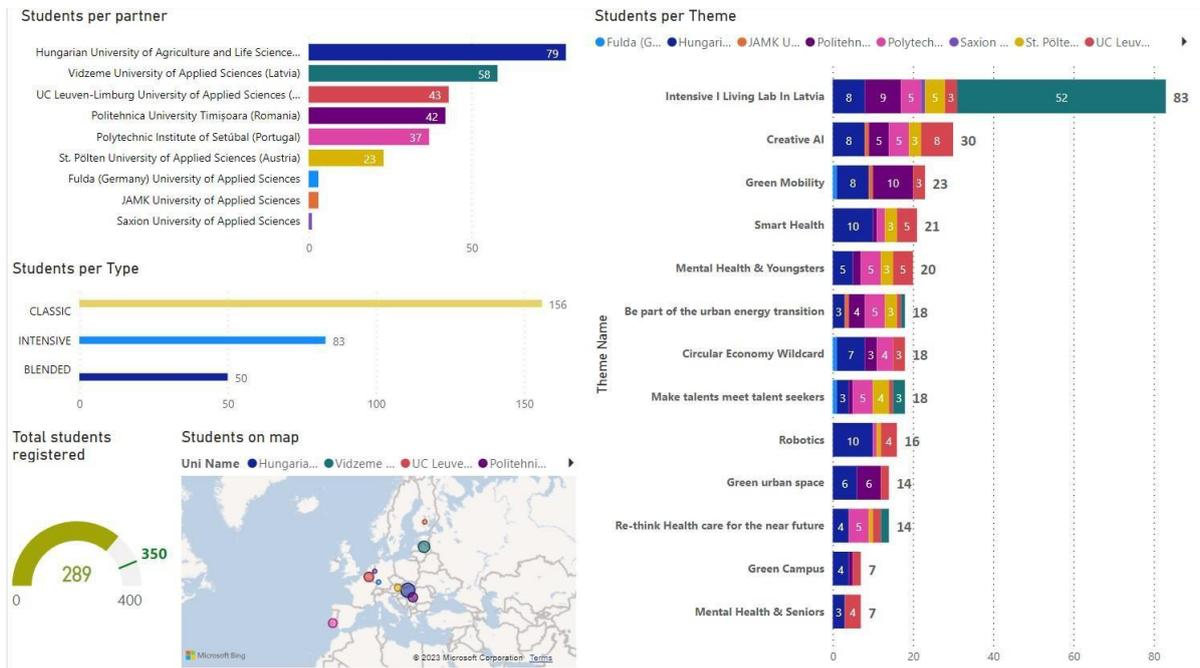 Students per partner
Hungarian University of Agriculture and Life Science... 79
Vidzeme University of Applied Sciences (Latvia) 58
UC Leuven-Limburg University of Applied Sciences (... 43
Politehnica University Timişoara (Romania) 42
Polytechnic Institute of Setúbal (Portugal) 37
St. Pölten University of Applied Sciences (Austria) 23
Fulda (Germany) University of Applied Sciences
JAMK University of Applied Sciences
Saxion University of Applied Sciences
0 50
Students per Type
CLASSIC 156
INTENSIVE 83
BLENDED 50
0 50 100 150
Total students
registered
289
350
0 400
Students on map
Uni Name Hungaria... Vidzeme ... UC Leuve... Politehni...
Microsoft Bing
© 2023 Microsoft Corporation Terms
Students per Theme
Fulda (G... Hungari... JAMK U... Politehn... Polytech... Saxion ... St. Pölte... UC Leuv...
Theme Name
Intensive I Living Lab In Latvia 8 9 5 5 3 52 83
Creative AI 8 5 5 3 8 30
Green Mobility 8 10 3 23
Smart Health 10 3 5 21
Mental Health & Youngsters 5 5 3 5 20
Be part of the urban energy transition 3 4 5 3 18
Circular Economy Wildcard 7 3 4 3 18
Make talents meet talent seekers 3 5 4 3 18
Robotics 10 4 16
Green urban space 6 6 14
Re-think Health care for the near future 4 5 14
Green Campus 4 7
Mental Health & Seniors 3 4 7
0 20 40 60 80